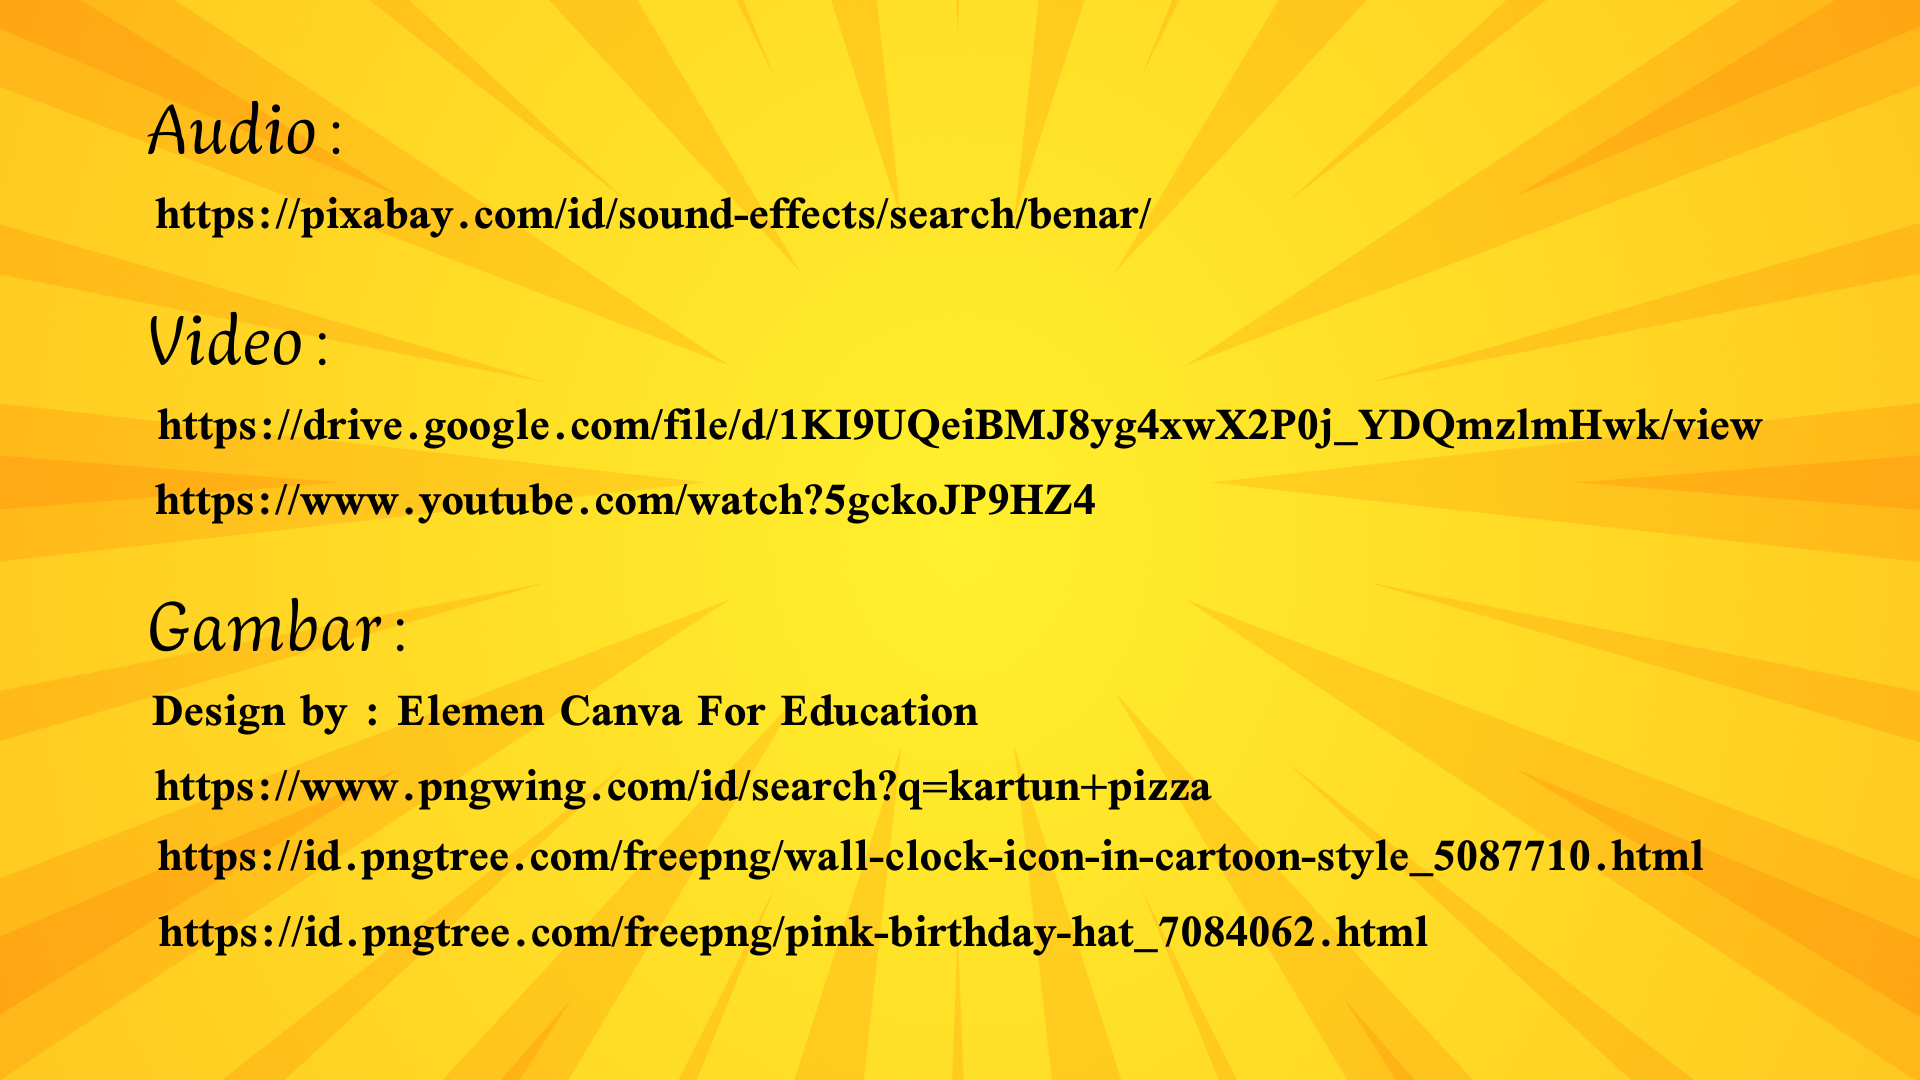 Audio :
https://pixabay.com/id/sound-effects/search/benar/
Video :
https://drive.google.com/file/d/1KI9UQeiBMJ8yg4xwX2P0j_YDQmzlmHwk/view
https://www.youtube.com/watch?5gckoJP9HZ4
Gambar :
Design by : Elemen Canva For Education
https://www.pngwing.com/id/search?q=kartun+pizza
https://id.pngtree.com/freepng/wall-clock-icon-in-cartoon-style_5087710.html
https://id.pngtree.com/freepng/pink-birthday-hat_7084062.html